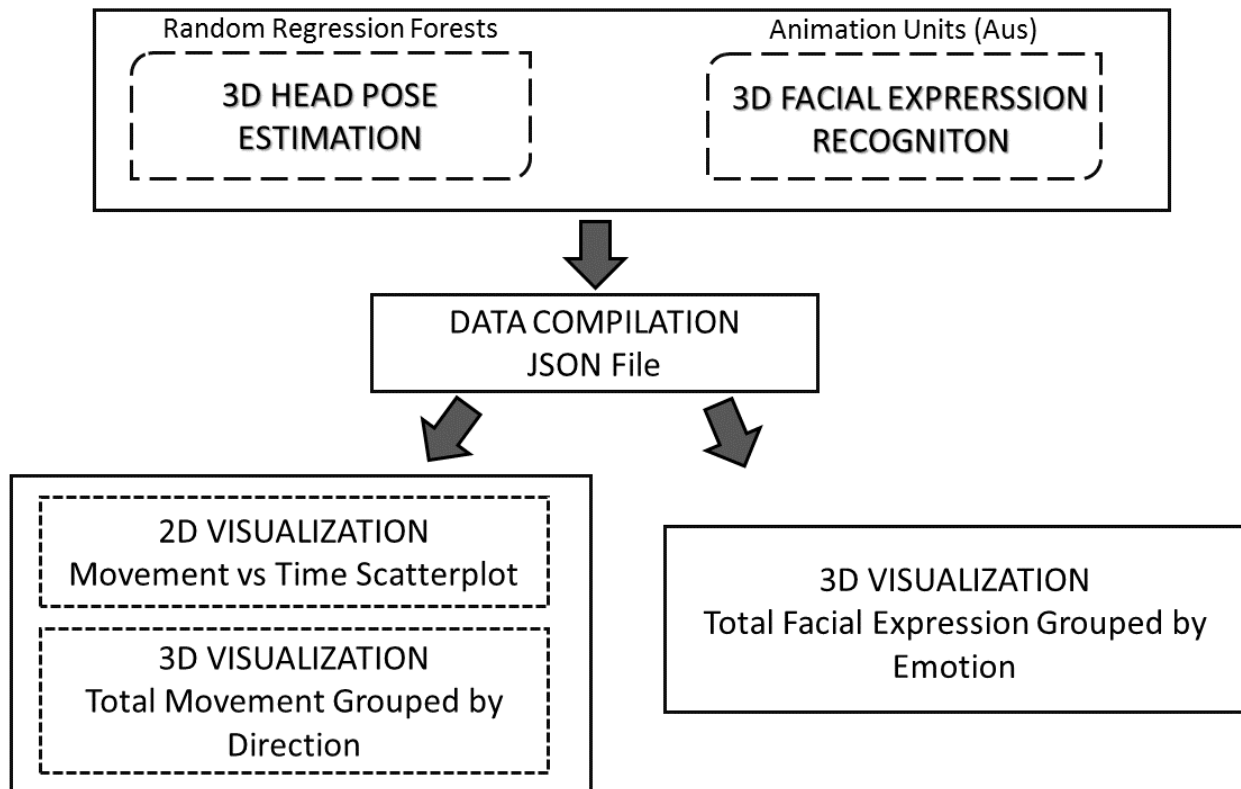 Random Regression Forests
3D HEAD POSE
ESTIMATION
Animation Units (Aus)
3D FACIAL EXPRERSSION
RECOGNITON
DATA COMPILATION
JSON File
2D VISUALIZATION
Movement vs Time Scatterplot
3D VISUALIZATION
Total Movement Grouped by
Direction
3D VISUALIZATION
Total Facial Expression Grouped by
Emotion